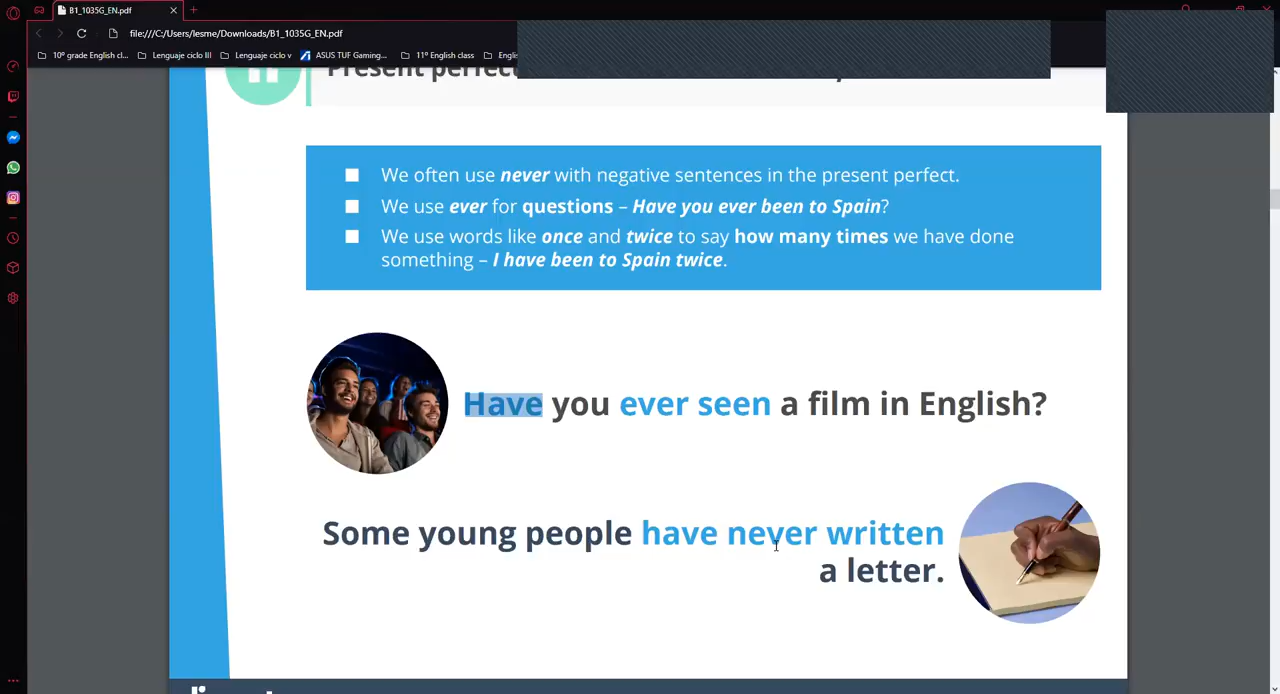 B1_1035G_EN.pdf
file:///C:/Users/lesme/Downloads/B1_1035G_EN.pdf
10º grade English cl... Lenguaje ciclo III Lenguaje ciclo v ASUS TUF Gaming... 11º English class Englis
Present perfect
We often use never with negative sentences in the present perfect.
We use ever for questions – Have you ever been to Spain?
We use words like once and twice to say how many times we have done
something – I have been to Spain twice.
Have you ever seen a film in English?
Some young people have never written
a letter.